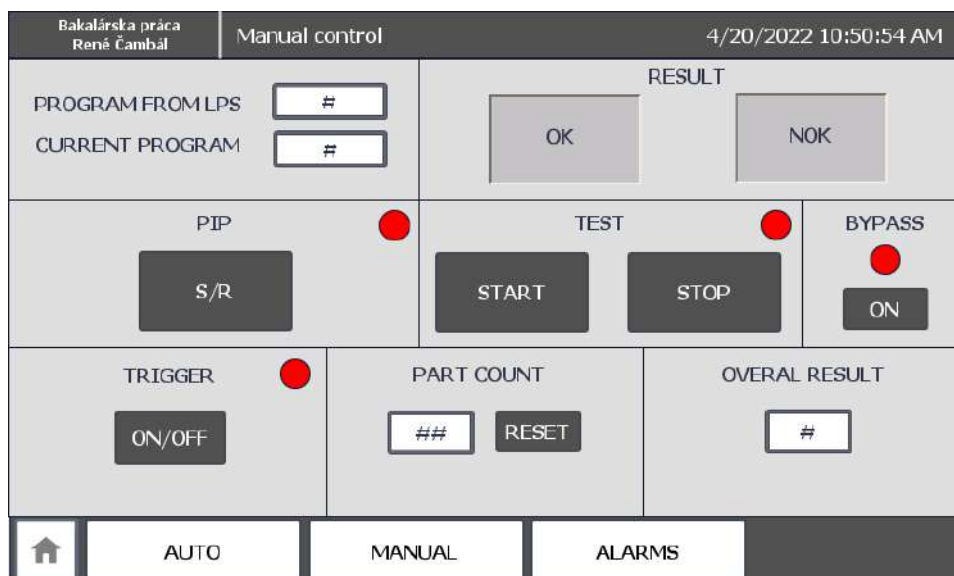 Bakalárska práca
René Čambál
Manual control
4/20/2022 10:50:54 AM
PROGRAM FROM LPS
#
CURRENT PROGRAM
#
RESULT
OK
NOK
PIP
S/R
TEST
START
STOP
BYPASS
ON
TRIGGER
ON/OFF
PART COUNT
##
RESET
OVERAL RESULT
#
AUTO
MANUAL
ALARMS